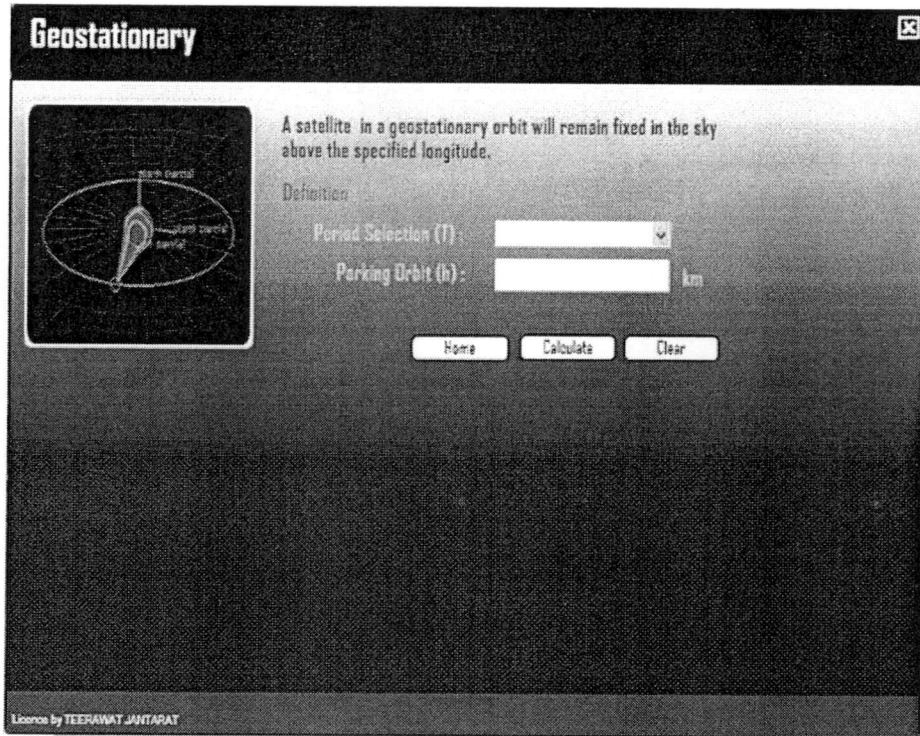 Geostationary
A satellite in a geostationary orbit will remain fixed in the sky
above the specified longitude.
Definition
Period Selection (T) :
Parking Orbit (h) :
km
Home Calculate Clear
Licence by TEERAWAT JANTARAT